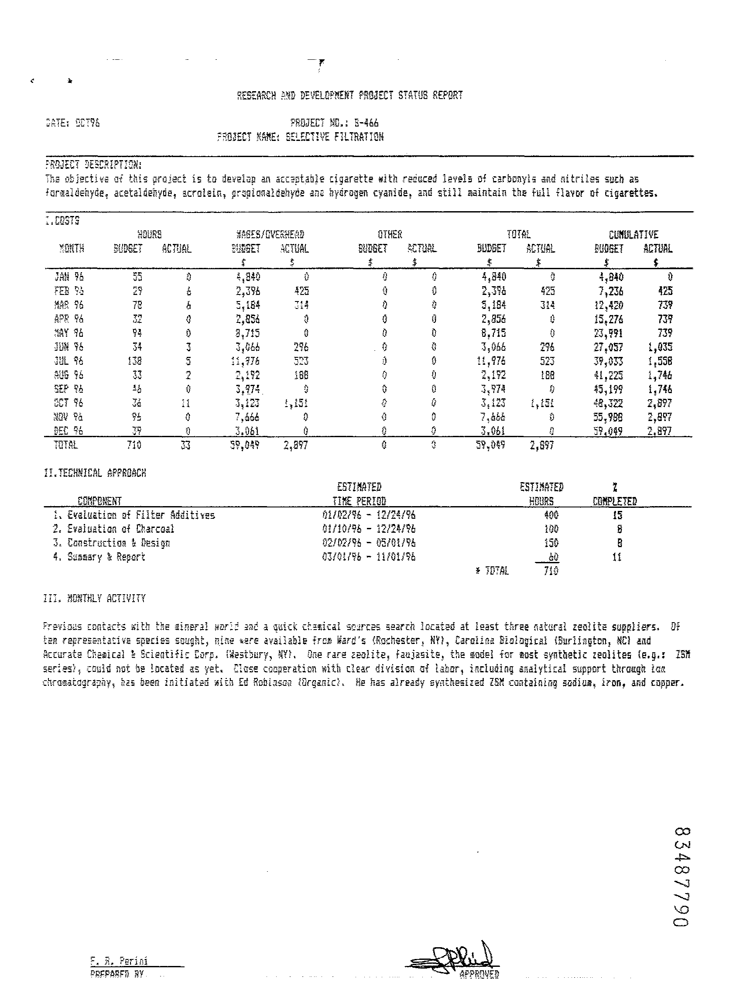 RESEARCH AND DEVELOPMENT PROJECT STATUS REPORT
DATE: OCT96 PROJECT NO.: S-466
PROJECT NAME: SELECTIVE FILTRATION
PROJECT DESCRIPTION:
The objective of this project is to develop an acceptable cigarette with reduced levels of carbonyls and nitriles such as
formaldehyde, acetaldehyde, acrolein, propionaldehyde and hydrogen cyanide, and still maintain the full flavor of cigarettes.
I.COSTS
HOURS WAGES/OVERHEAD OTHER TOTAL CUMULATIVE
MONTH BUDGET ACTUAL BUDGET ACTUAL BUDGET ACTUAL BUDGET ACTUAL BUDGET ACTUAL
$ $ $ $ $ $ $ $
JAN 96 55 0 4,840 0 0 0 4,840 0 4,840 0
FEB 96 29 6 2,396 425 0 0 2,396 425 7,236 425
MAR 96 78 6 5,184 314 0 0 5,184 314 12,420 739
APR 96 32 0 2,856 0 0 0 2,856 0 15,276 739
MAY 96 94 0 8,715 0 0 0 8,715 0 23,991 739
JUN 96 34 3 3,066 296 0 0 3,066 296 27,057 1,035
JUL 96 138 5 11,976 523 0 0 11,976 523 39,033 1,558
AUG 96 33 2 2,192 188 0 0 2,192 188 41,225 1,746
SEP 96 46 0 3,974 0 0 0 3,974 0 45,199 1,746
OCT 96 36 11 3,123 1,151 0 0 3,123 1,151 48,322 2,897
NOV 96 96 0 7,666 0 0 0 7,666 0 55,988 2,897
DEC 96 39 0 3,061 0 0 0 3,061 0 59,049 2,897
TOTAL 710 33 59,049 2,897 0 0 59,049 2,897
II.TECHNICAL APPROACH
ESTIMATED ESTIMATED %
COMPONENT TIME PERIOD HOURS COMPLETED
1. Evaluation of Filter Additives 01/02/96 - 12/24/96 400 15
2. Evaluation of Charcoal 01/10/96 - 12/24/96 100 8
3. Construction & Design 02/02/96 - 05/01/96 150 8
4. Summary & Report 03/01/96 - 11/01/96 60 11
* TOTAL 710
III. MONTHLY ACTIVITY
Previous contacts with the mineral world and a quick chemical sources search located at least three natural zeolite suppliers. Of
ten representative species sought, nine were available from Ward's (Rochester, NY), Carolina Biological (Burlington, NC) and
Accurate Chemical & Scientific Corp. (Westbury, NY). One rare zeolite, faujasite, the model for most synthetic zeolites (e.g.: ZSM
series), could not be located as yet. Close cooperation with clear division of labor, including analytical support through ion
chromatography, has been initiated with Ed Robinson (Organic). He has already synthesized ZSM containing sodium, iron, and copper.
83487790
F. R. Perini
PREPARED BY APPROVED